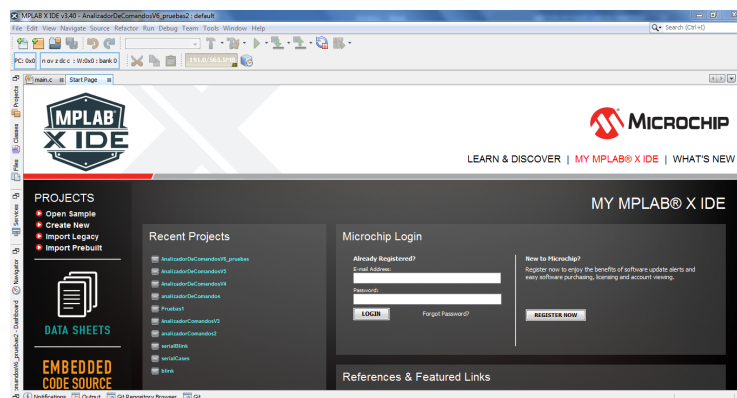 MPLAB X IDE v3.40 - AnalizadorDeComandosV6_pruebas2 : default
File Edit View Navigate Source Refactor Run Debug Team Tools Window Help
Search (Ctrl+I)
PC: 0x0 n ov z dc c : W:0x0 : bank 0
main.c Start Page
Projects
Classes
Files
Services
Navigator
MPLAB
X IDE
MICROCHIP
LEARN & DISCOVER | MY MPLAB® X IDE | WHAT'S NEW
MY MPLAB® X IDE
PROJECTS
Open Sample
Create New
Import Legacy
Import Prebuilt
DATA SHEETS
EMBEDDED
CODE SOURCE
Recent Projects
AnalizadorDeComandosV6_pruebas
AnalizadorDeComandosV5
AnalizadorDeComandosV4
analizadorDeComandos
Pruebas1
AnalizadorComandosV3
analizadorComandos2
serialBlink
serialCases
blink
Microchip Login
Already Registered?
E-mail Address:
Password:
LOGIN Forgot Password?
New to Microchip?
Register now to enjoy the benefits of software update alerts and
easy software purchasing, licensing and account viewing.
REGISTER NOW
References & Featured Links
Notifications Output Git Repository Browser Git